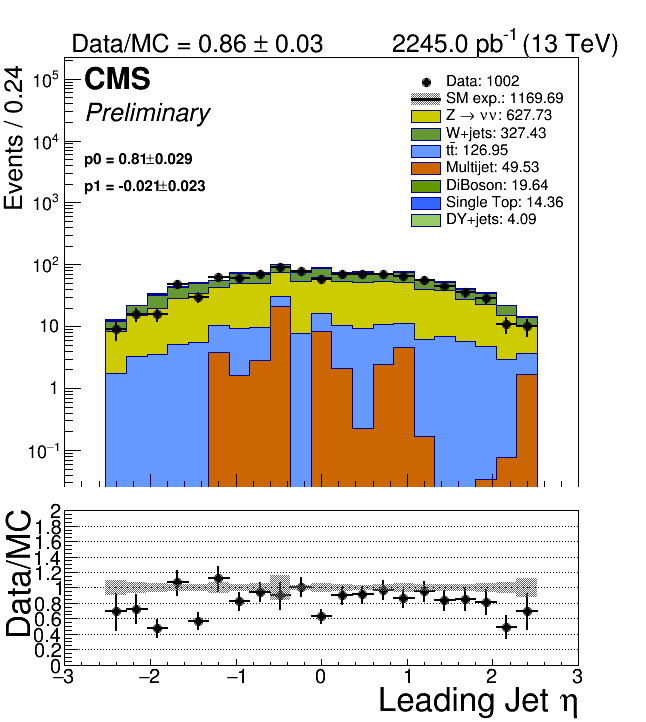 Data/MC = 0.86 ± 0.03 2245.0 pb⁻¹ (13 TeV)
CMS
Preliminary
p0 = 0.81±0.029
p1 = -0.021±0.023
Data: 1002
SM exp.: 1169.69
Z → νν: 627.73
W+jets: 327.43
tt̄: 126.95
Multijet: 49.53
DiBoson: 19.64
Single Top: 14.36
DY+jets: 4.09
Events / 0.24
10⁵
10⁴
10³
10²
10
1
10⁻¹
Data/MC
2
1.8
1.6
1.4
1.2
1
0.8
0.6
0.4
0.2
0
−3 −2 −1 0 1 2 3
Leading Jet η